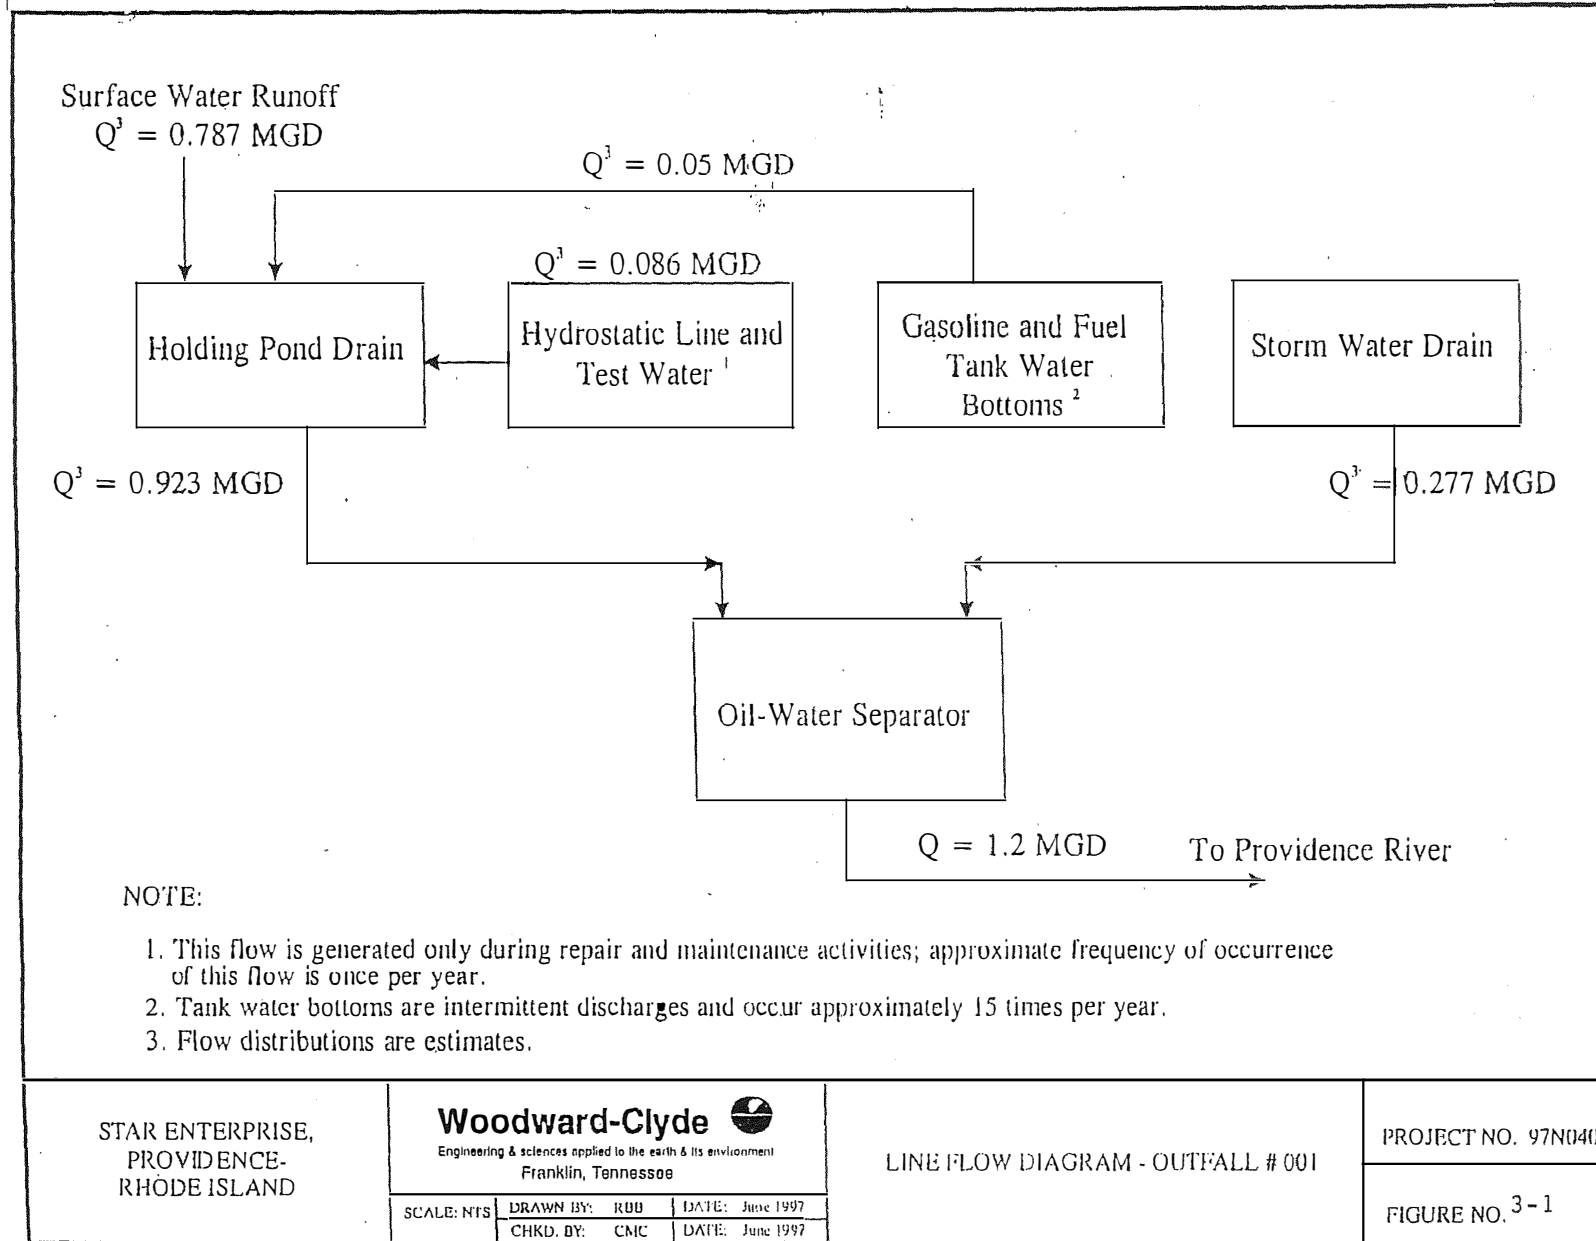 Surface Water Runoff
Q³ = 0.787 MGD
Q³ = 0.05 MGD
Q³ = 0.086 MGD
Holding Pond Drain
Hydrostatic Line and
Test Water ¹
Gasoline and Fuel
Tank Water
Bottoms ²
Storm Water Drain
Q³ = 0.923 MGD
Q³ = 0.277 MGD
Oil-Water Separator
Q = 1.2 MGD
To Providence River
NOTE:
1. This flow is generated only during repair and maintenance activities; approximate frequency of occurrence
of this flow is once per year.
2. Tank water bottoms are intermittent discharges and occur approximately 15 times per year.
3. Flow distributions are estimates.
STAR ENTERPRISE,
PROVIDENCE-
RHODE ISLAND
Woodward-Clyde
Engineering & sciences applied to the earth & its environment
Franklin, Tennessee
SCALE: NTS
DRAWN BY: RBB
DATE: June 1997
CHKD. BY: CMC
DATE: June 1997
LINE FLOW DIAGRAM - OUTFALL # 001
PROJECT NO. 97N040
FIGURE NO. 3-1